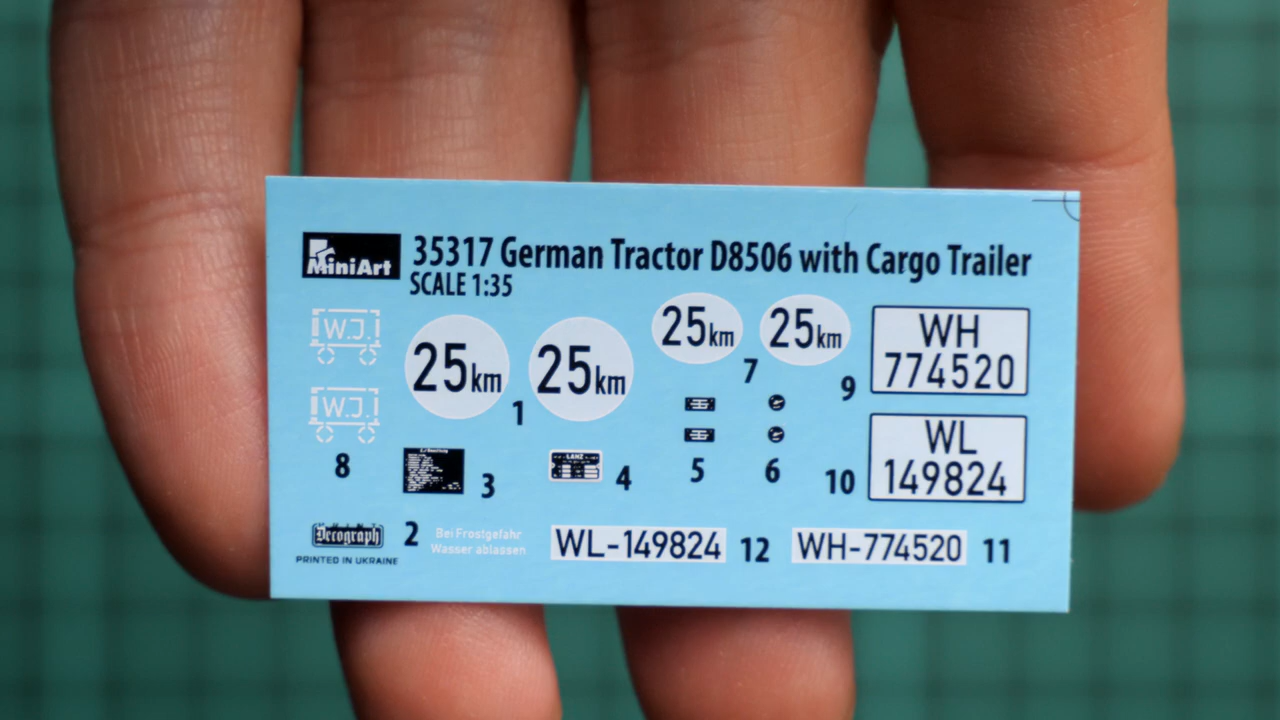 MiniArt
35317 German Tractor D8506 with Cargo Trailer
SCALE 1:35
W.J.
25km
25km
1
25km
25km
7
WH
774520
9
W.J.
8
3
LANZ
4
5
6
WL
149824
10
Decograph
PRINTED IN UKRAINE
2
Bei Frostgefahr
Wasser ablassen
WL-149824
12
WH-774520
11